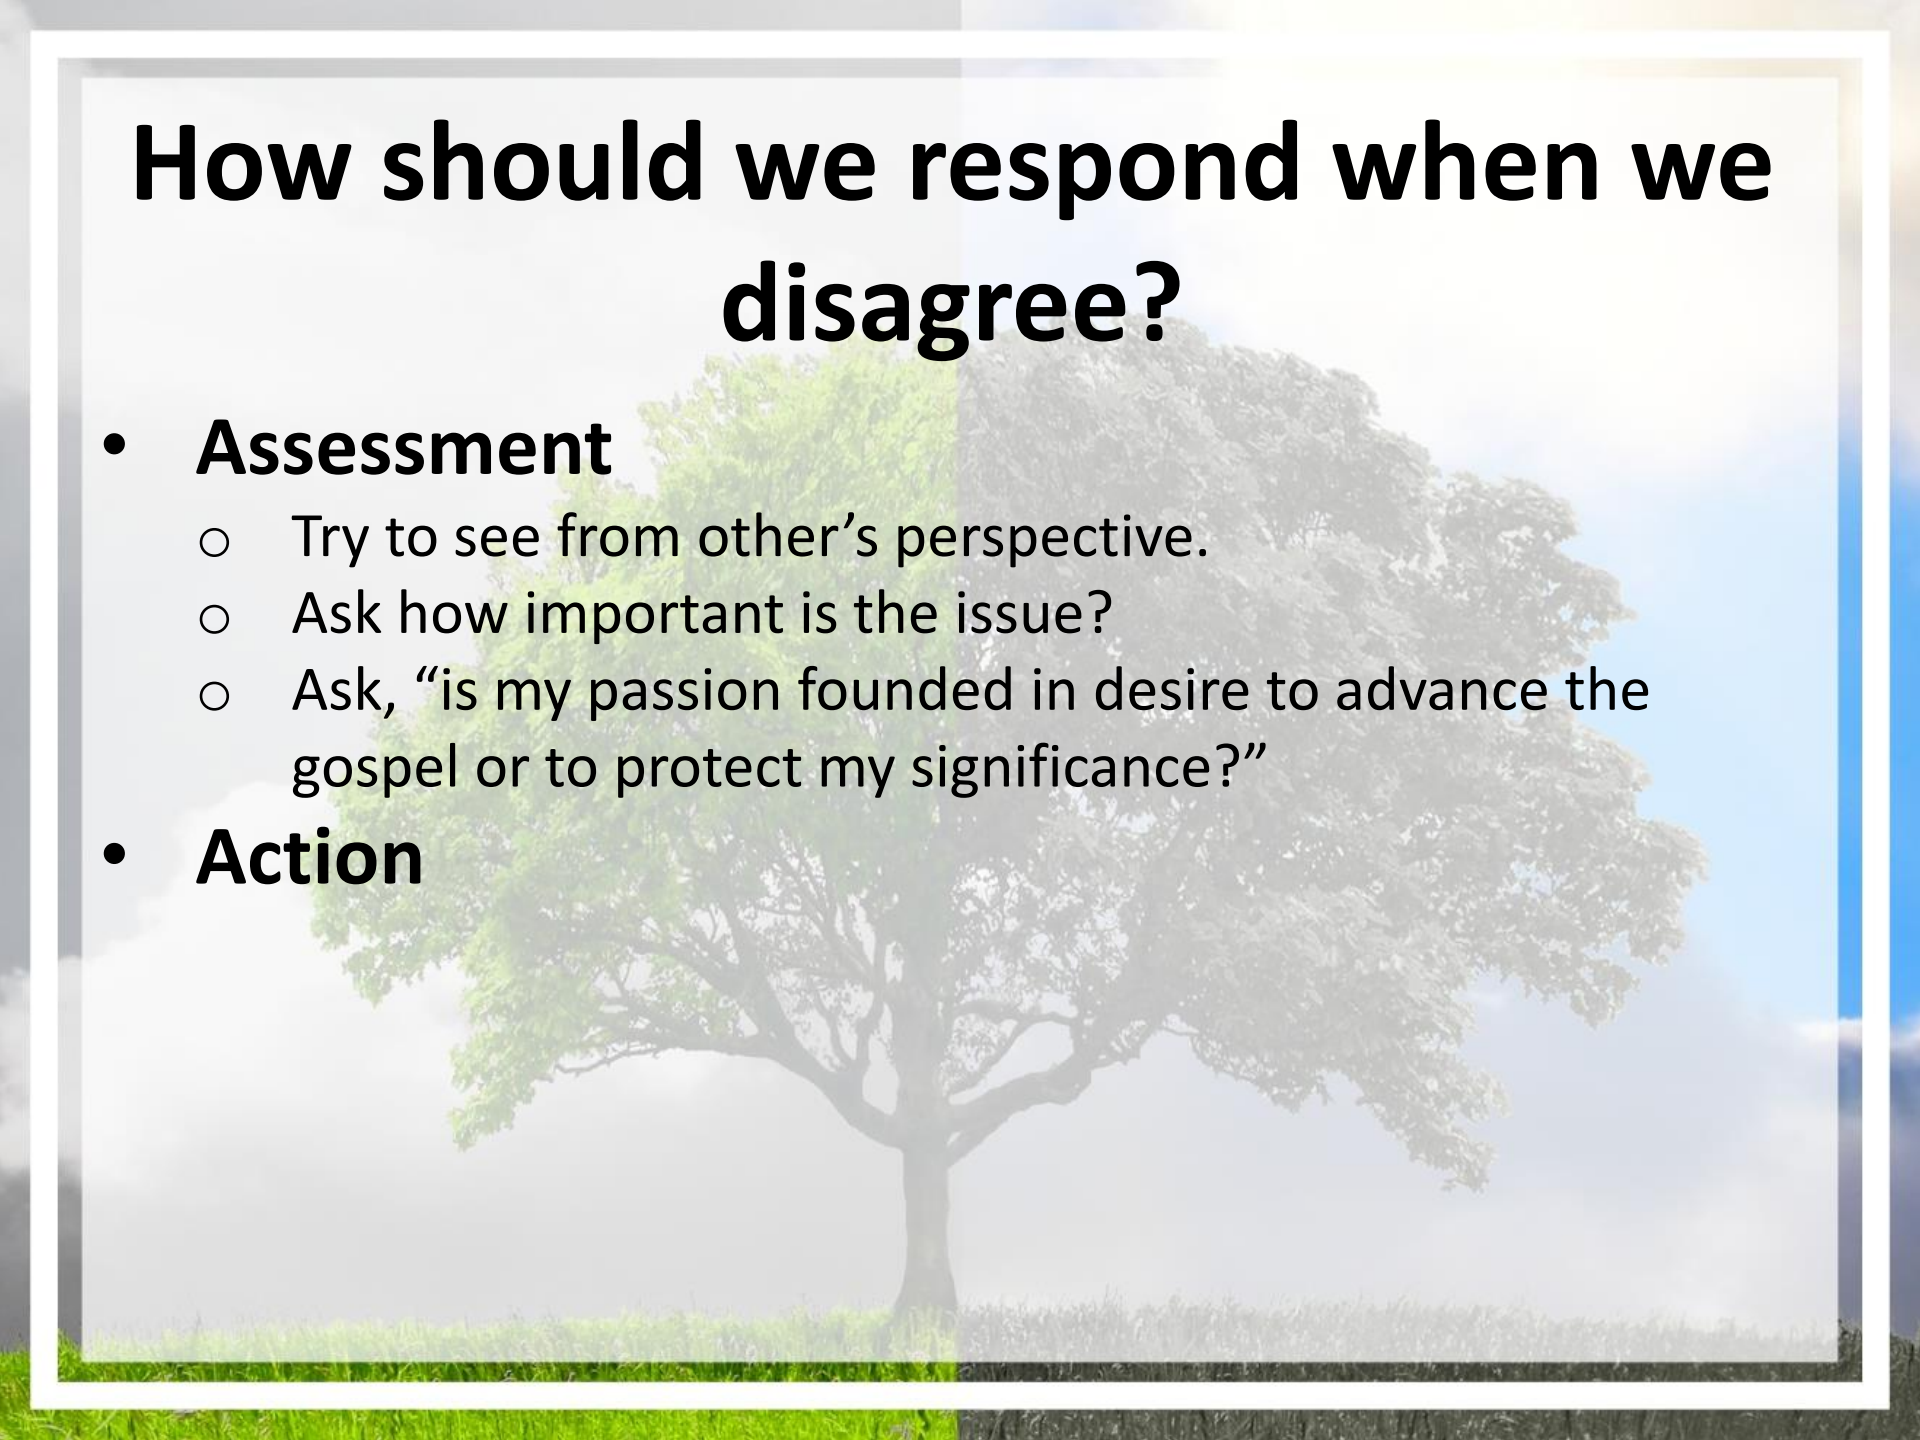 How should we respond when we
disagree?
• Assessment
o Try to see from other’s perspective.
o Ask how important is the issue?
o Ask, “is my passion founded in desire to advance the
gospel or to protect my significance?”
• Action